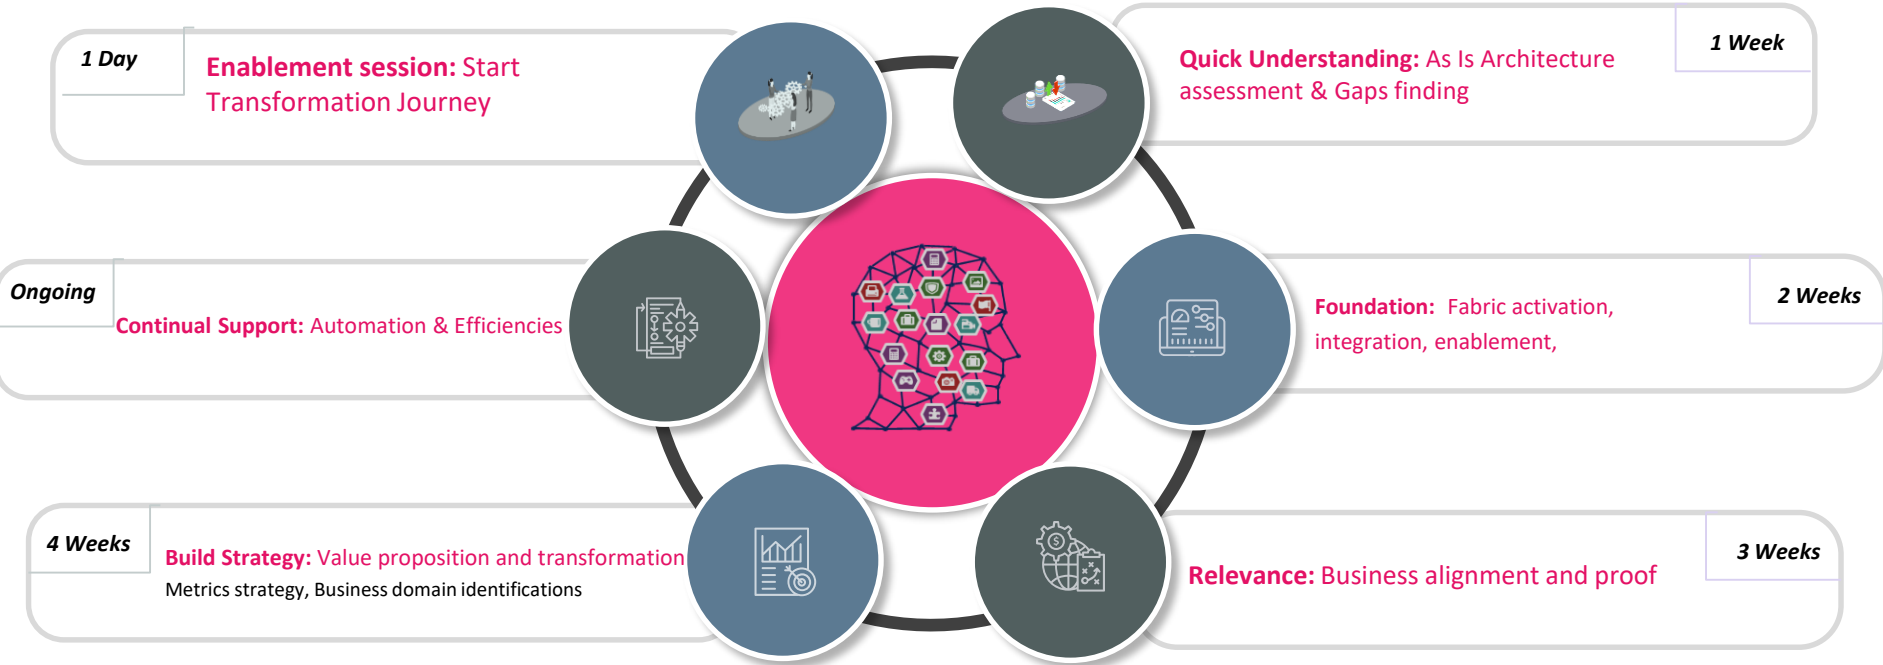 1 Day
Enablement session: Start
Transformation Journey
1 Week
Quick Understanding: As Is Architecture
assessment & Gaps finding
2 Weeks
Foundation: Fabric activation,
integration, enablement,
3 Weeks
Relevance: Business alignment and proof
4 Weeks
Build Strategy: Value proposition and transformation
Metrics strategy, Business domain identifications
Ongoing
Continual Support: Automation & Efficiencies